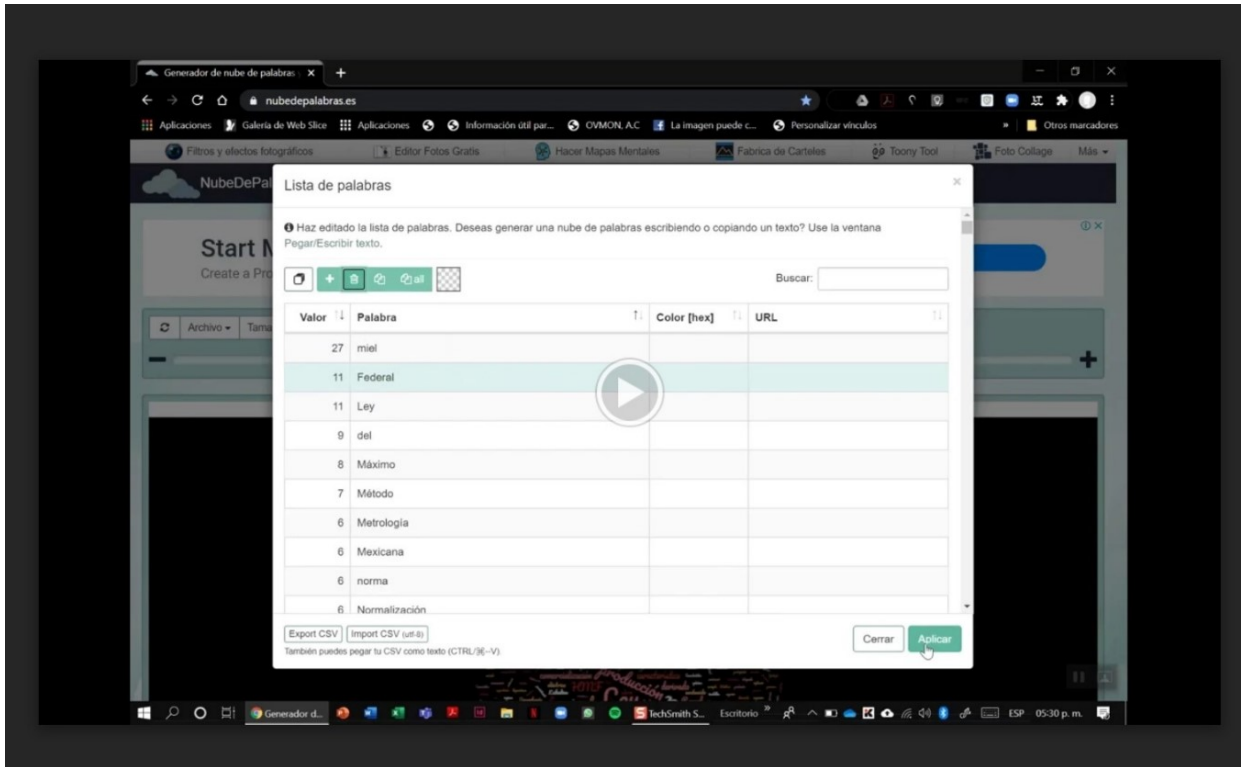 Generador de nube de palabras
nubedepalabras.es
Aplicaciones Galería de Web Slice Aplicaciones Información útil par... OVMON, A.C La imagen puede c... Personalizar vínculos » Otros marcadores
Filtros y efectos fotográficos Editor Fotos Gratis Hacer Mapas Mentales Fabrica de Carteles Toony Tool Foto Collage Más
NubeDePal
Lista de palabras ×
Haz editado la lista de palabras. Deseas generar una nube de palabras escribiendo o copiando un texto? Use la ventana
Pegar/Escribir texto.
Start M
Create a Pro
+ all Buscar:
Archivo Tama
Valor Palabra Color [hex] URL
27 miel
11 Federal
11 Ley
9 del
8 Máximo
7 Método
6 Metrología
6 Mexicana
6 norma
6 Normalización
Export CSV Import CSV (utf-8) Cerrar Aplicar
También puedes pegar tu CSV como texto (CTRL/⌘–V)
producción
Generador d... TechSmith S... Escritorio » ESP 05:30 p. m.